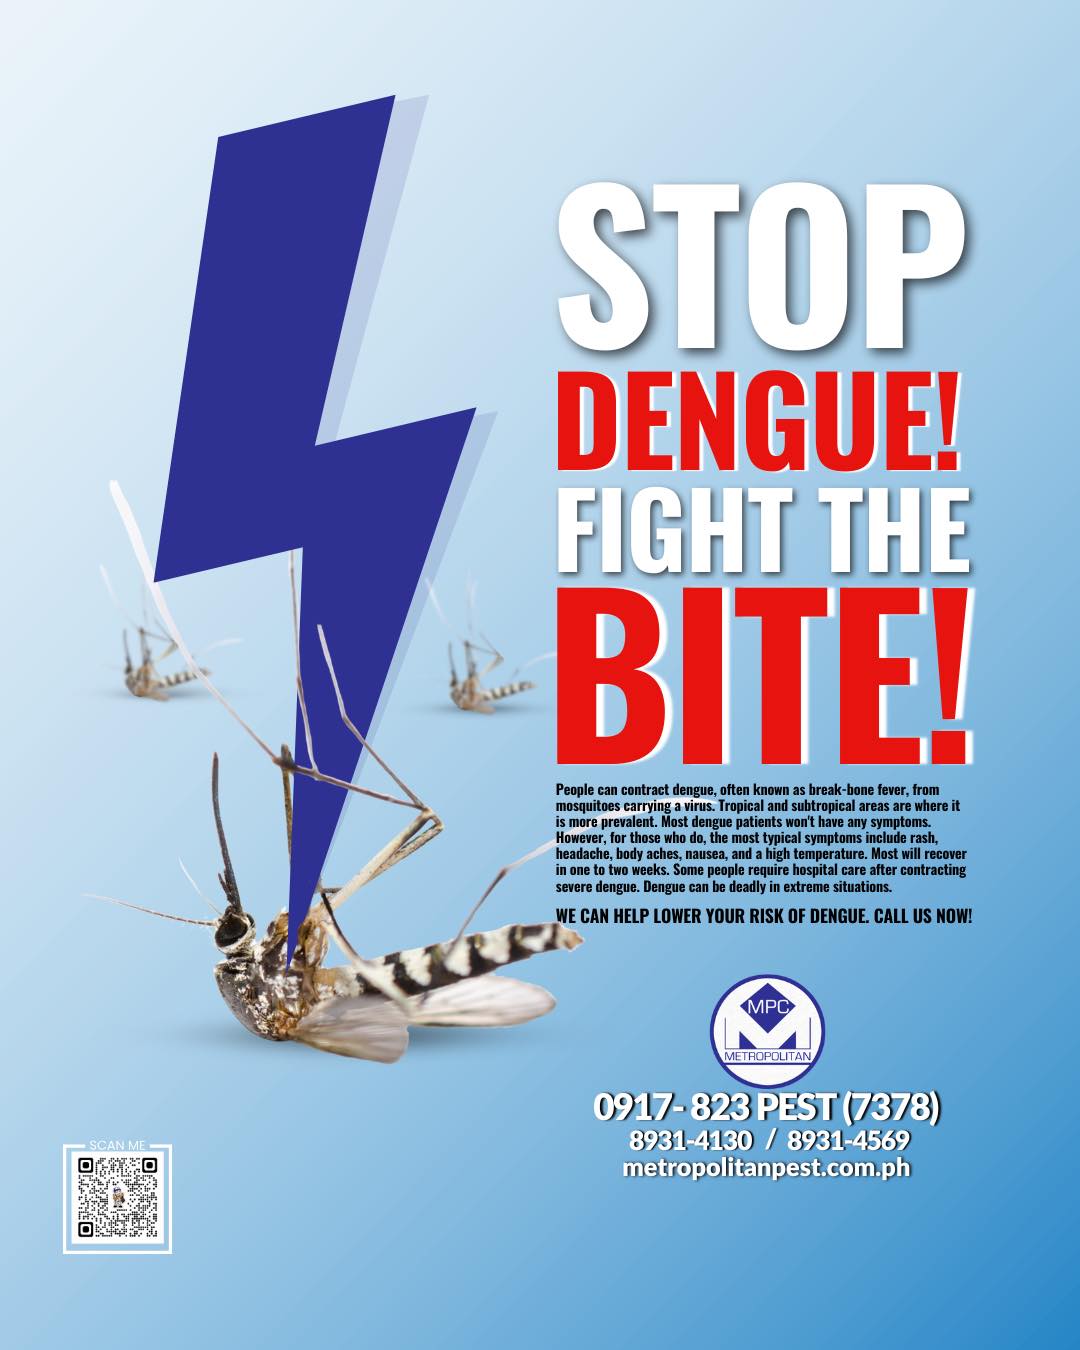 STOP
DENGUE!
FIGHT THE
BITE!
People can contract dengue, often known as break-bone fever, from
mosquitoes carrying a virus. Tropical and subtropical areas are where it
is more prevalent. Most dengue patients won't have any symptoms.
However, for those who do, the most typical symptoms include rash,
headache, body aches, nausea, and a high temperature. Most will recover
in one to two weeks. Some people require hospital care after contracting
severe dengue. Dengue can be deadly in extreme situations.
WE CAN HELP LOWER YOUR RISK OF DENGUE. CALL US NOW!
MPC
M
METROPOLITAN
0917- 823 PEST (7378)
8931-4130 / 8931-4569
metropolitanpest.com.ph
SCAN ME